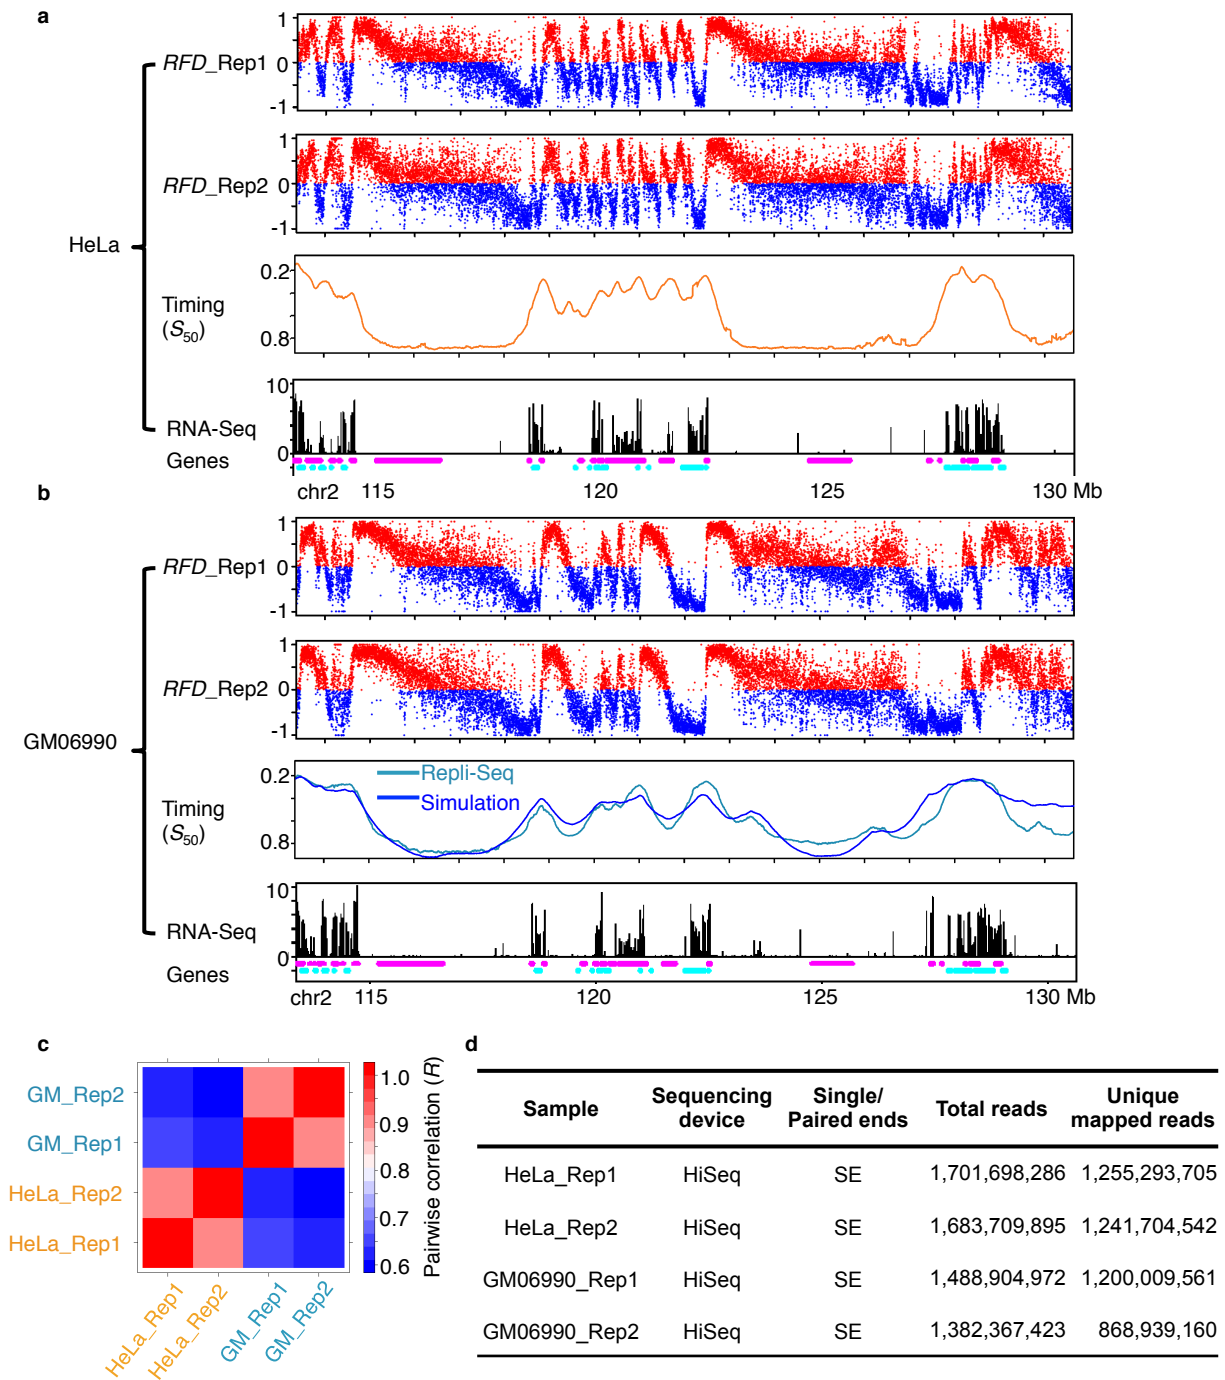 a
1
RFD_Rep1
0
-1
1
RFD_Rep2
0
-1
HeLa
0.2
Timing
(S50)
0.8
10
RNA-Seq
0
Genes
chr2 115 120 125 130 Mb
b
1
RFD_Rep1
0
-1
1
RFD_Rep2
0
-1
GM06990
Repli-Seq
0.2
Simulation
Timing
(S50)
0.8
10
RNA-Seq
0
Genes
chr2 115 120 125 130 Mb
c
GM_Rep2
GM_Rep1
HeLa_Rep2
HeLa_Rep1
HeLa_Rep1
HeLa_Rep2
GM_Rep1
GM_Rep2
1.0
0.9
0.8
0.7
0.6
Pairwise correlation (R)
d
Sample Sequencing device Single/ Paired ends Total reads Unique mapped reads
HeLa_Rep1 HiSeq SE 1,701,698,286 1,255,293,705
HeLa_Rep2 HiSeq SE 1,683,709,895 1,241,704,542
GM06990_Rep1 HiSeq SE 1,488,904,972 1,200,009,561
GM06990_Rep2 HiSeq SE 1,382,367,423 868,939,160